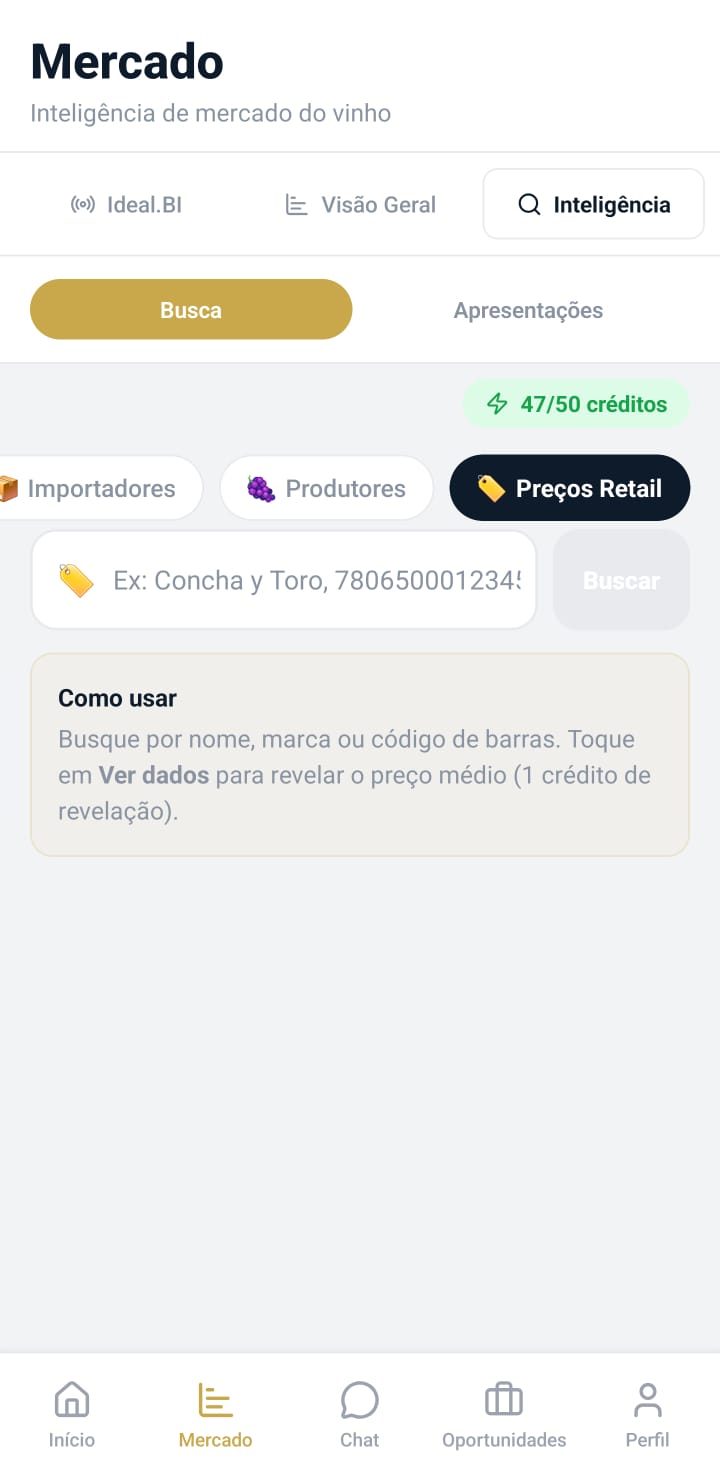 Mercado
Inteligência de mercado do vinho
Ideal.BI
Visão Geral
Inteligência
Busca
Apresentações
47/50 créditos
Importadores
Produtores
Preços Retail
Ex: Concha y Toro, 7806500012345
Buscar
Como usar
Busque por nome, marca ou código de barras. Toque
em Ver dados para revelar o preço médio (1 crédito de
revelação).
Início
Mercado
Chat
Oportunidades
Perfil